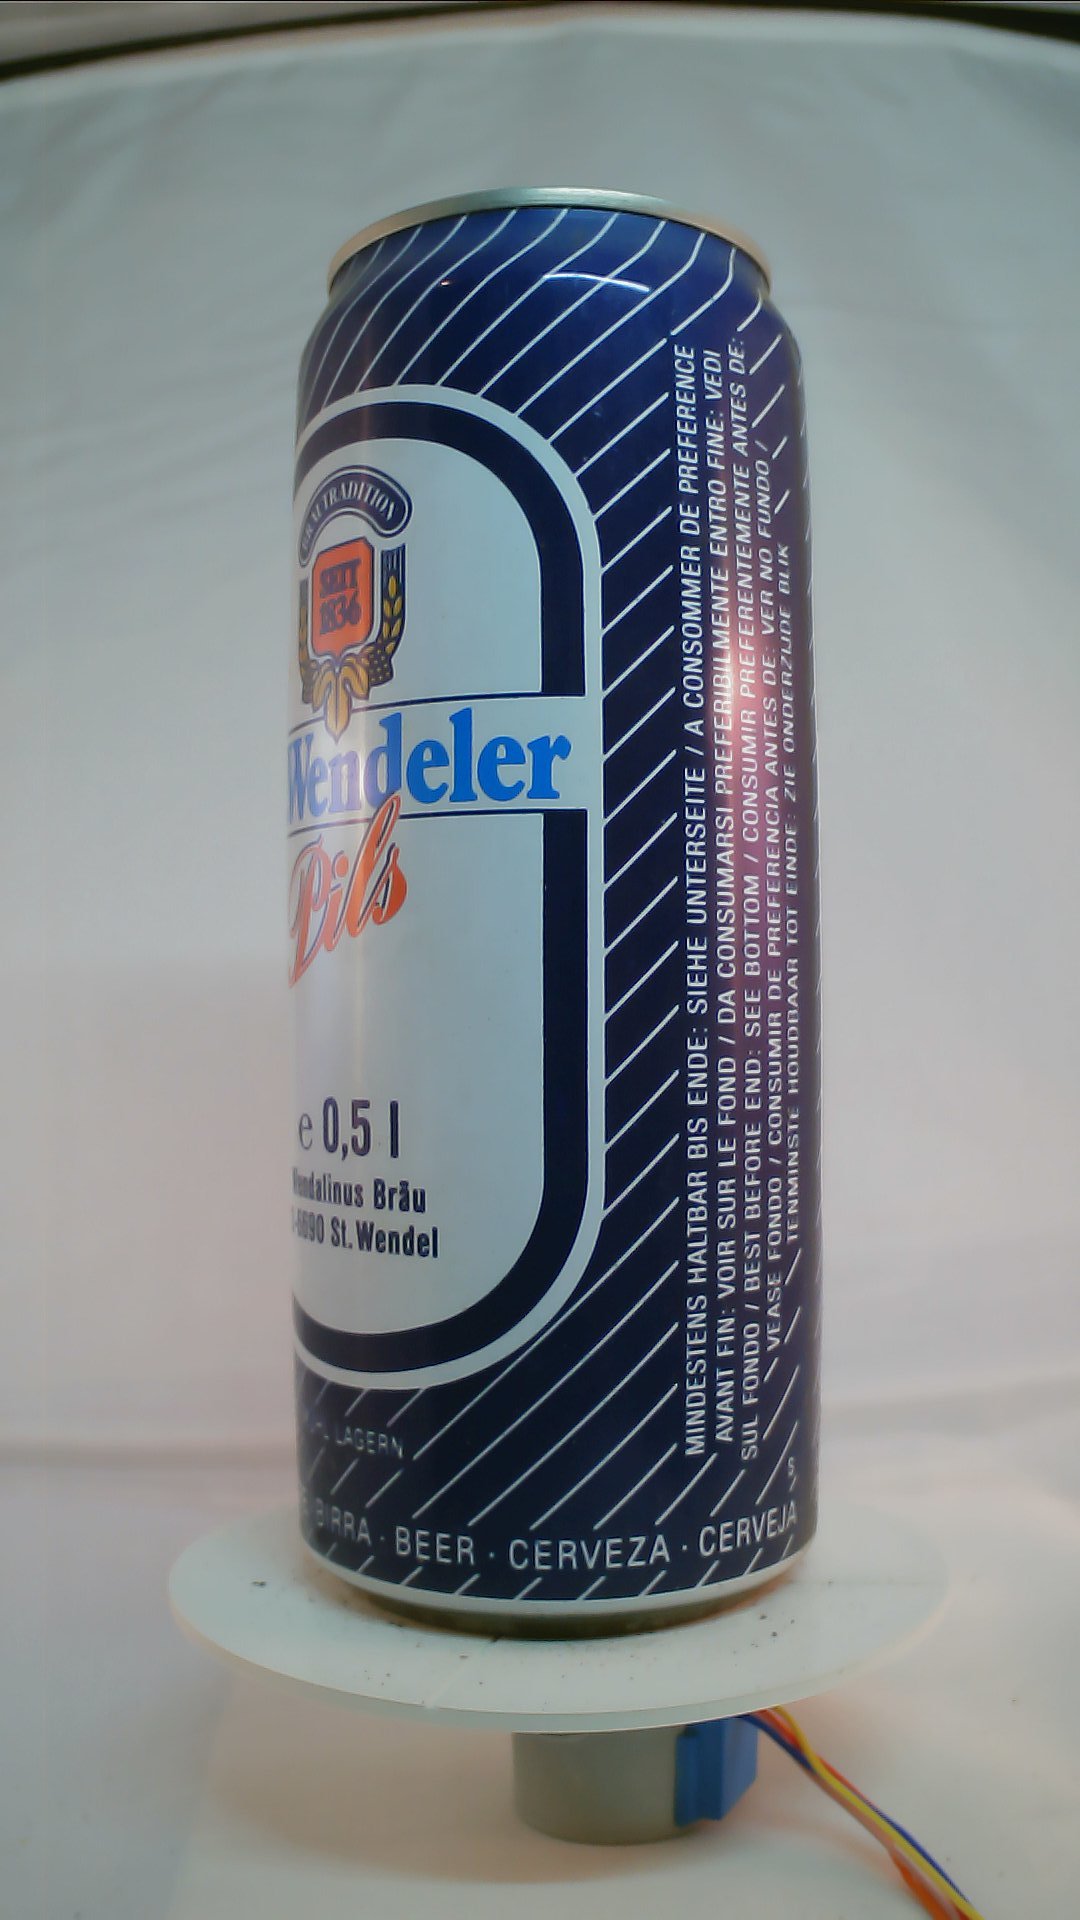 BRÄUTRADITION
SEIT
1836
Wendeler
Pils
e 0,5 l
Wendalinus Bräu
St. Wendel
LAGERN
BIRRA · BEER · CERVEZA · CERVEJA
S
MINDESTENS HALTBAR BIS ENDE: SIEHE UNTERSEITE / A CONSOMMER DE PREFERENCE
AVANT FIN: VOIR SUR LE FOND / DA CONSUMARSI PREFERIBILMENTE ENTRO FINE: VEDI
SUL FONDO / BEST BEFORE END: SEE BOTTOM / CONSUMIR PREFERENTEMENTE ANTES DE:
VEASE FONDO / CONSUMIR DE PREFERENCIA ANTES DE: VER NO FUNDO /
TENMINSTE HOUDBAAR TOT EINDE: ZIE ONDERZIJDE BLIK